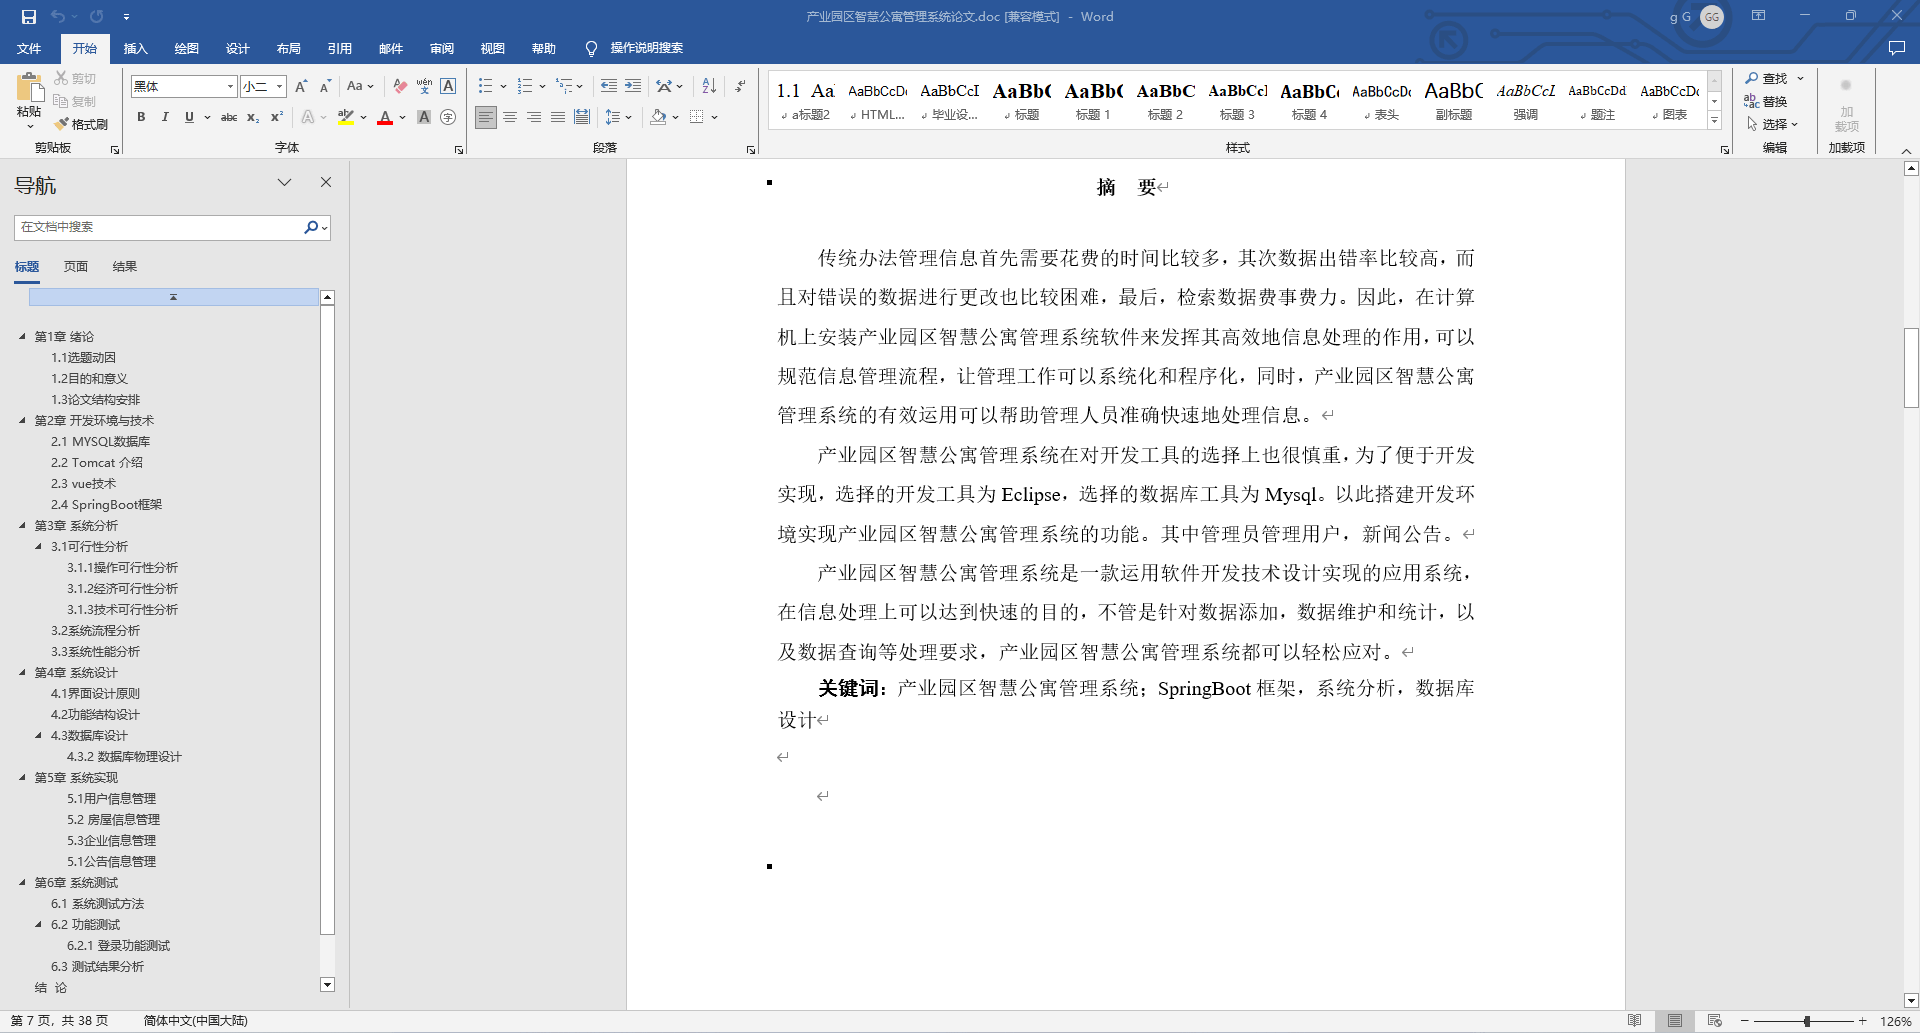 产业园区智慧公寓管理系统论文.doc [兼容模式] - Word
g G GG
文件 开始 插入 绘图 设计 布局 引用 邮件 审阅 视图 帮助 操作说明搜索
粘贴 剪切 复制 格式刷 剪贴板
黑体 小二 Aa wén 文 A
B I U abc x₂ x² A aby A A 字
字体
段落
1.1 Aa AaBbCcDc AaBbCcI AaBb( AaBb( AaBbC AaBbCcl AaBbC( AaBbCcDc AaBbC AaBbCcL AaBbCcDd. AaBbCcDc
a标题2 HTML... 毕业设... 标题 标题 1 标题 2 标题 3 标题 4 表头 副标题 强调 题注 图表
样式
查找 替换 选择 编辑
加载项 加载项
导航
在文档中搜索
标题 页面 结果
第1章 绪论
1.1选题动因
1.2目的和意义
1.3论文结构安排
第2章 开发环境与技术
2.1 MYSQL数据库
2.2 Tomcat 介绍
2.3 vue技术
2.4 SpringBoot框架
第3章 系统分析
3.1可行性分析
3.1.1操作可行性分析
3.1.2经济可行性分析
3.1.3技术可行性分析
3.2系统流程分析
3.3系统性能分析
第4章 系统设计
4.1界面设计原则
4.2功能结构设计
4.3数据库设计
4.3.2 数据库物理设计
第5章 系统实现
5.1用户信息管理
5.2 房屋信息管理
5.3企业信息管理
5.1公告信息管理
第6章 系统测试
6.1 系统测试方法
6.2 功能测试
6.2.1 登录功能测试
6.3 测试结果分析
结 论
摘 要
传统办法管理信息首先需要花费的时间比较多，其次数据出错率比较高，而
且对错误的数据进行更改也比较困难，最后，检索数据费事费力。因此，在计算
机上安装产业园区智慧公寓管理系统软件来发挥其高效地信息处理的作用，可以
规范信息管理流程，让管理工作可以系统化和程序化，同时，产业园区智慧公寓
管理系统的有效运用可以帮助管理人员准确快速地处理信息。
产业园区智慧公寓管理系统在对开发工具的选择上也很慎重，为了便于开发
实现，选择的开发工具为 Eclipse，选择的数据库工具为 Mysql。以此搭建开发环
境实现产业园区智慧公寓管理系统的功能。其中管理员管理用户，新闻公告。
产业园区智慧公寓管理系统是一款运用软件开发技术设计实现的应用系统，
在信息处理上可以达到快速的目的，不管是针对数据添加，数据维护和统计，以
及数据查询等处理要求，产业园区智慧公寓管理系统都可以轻松应对。
关键词：产业园区智慧公寓管理系统；SpringBoot 框架，系统分析，数据库
设计
第 7 页，共 38 页 简体中文(中国大陆) 126%